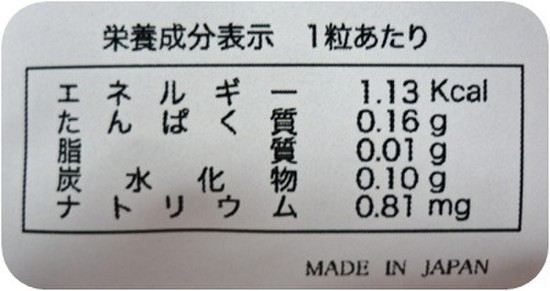 栄養成分表示 1粒あたり
エネルギー 1.13 Kcal
たんぱく質 0.16 g
脂質 0.01 g
炭水化物 0.10 g
ナトリウム 0.81 mg
MADE IN JAPAN